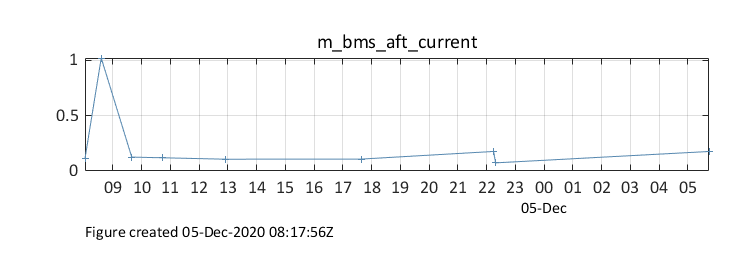 m_bms_aft_current
1
0.5
0
09 10 11 12 13 14 15 16 17 18 19 20 21 22 23 00 01 02 03 04 05
05-Dec
Figure created 05-Dec-2020 08:17:56Z